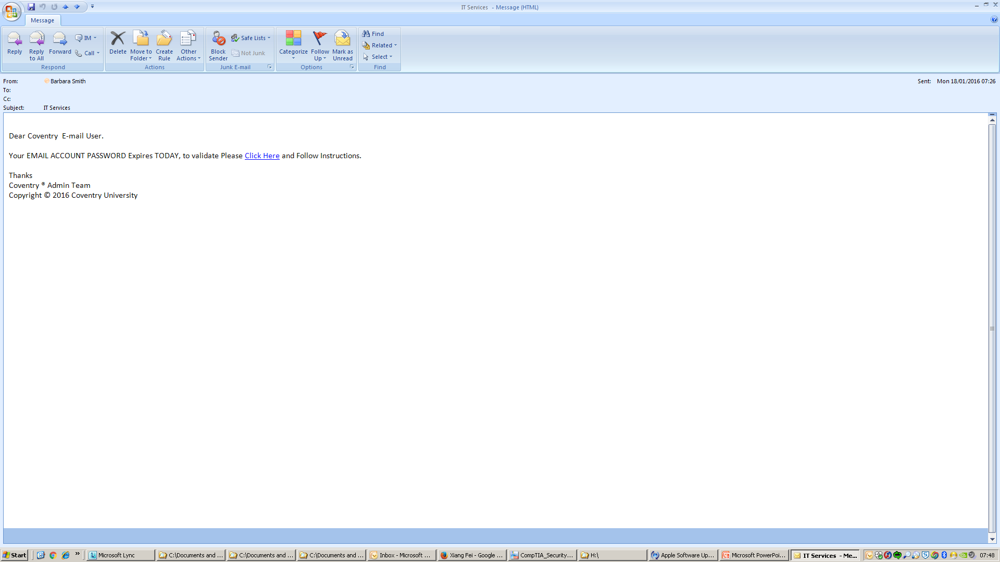 IT Services - Message (HTML)
Message
Reply
Reply to All
Forward
IM
Call
Respond
Delete
Move to Folder
Create Rule
Other Actions
Actions
Block Sender
Safe Lists
Not Junk
Junk E-mail
Categorize
Follow Up
Mark as Unread
Options
Find
Related
Select
Find
From: Barbara Smith
Sent: Mon 18/01/2016 07:26
To:
Cc:
Subject: IT Services
Dear Coventry E-mail User.
Your EMAIL ACCOUNT PASSWORD Expires TODAY, to validate Please Click Here and Follow Instructions.
Thanks
Coventry ® Admin Team
Copyright © 2016 Coventry University
Start
Microsoft Lync
C:\Documents and ...
C:\Documents and ...
C:\Documents and ...
Inbox - Microsoft ...
Xiang Fei - Google ...
CompTIA_Security...
H:\
Apple Software Up...
Microsoft PowerPoi...
IT Services - Me...
07:48